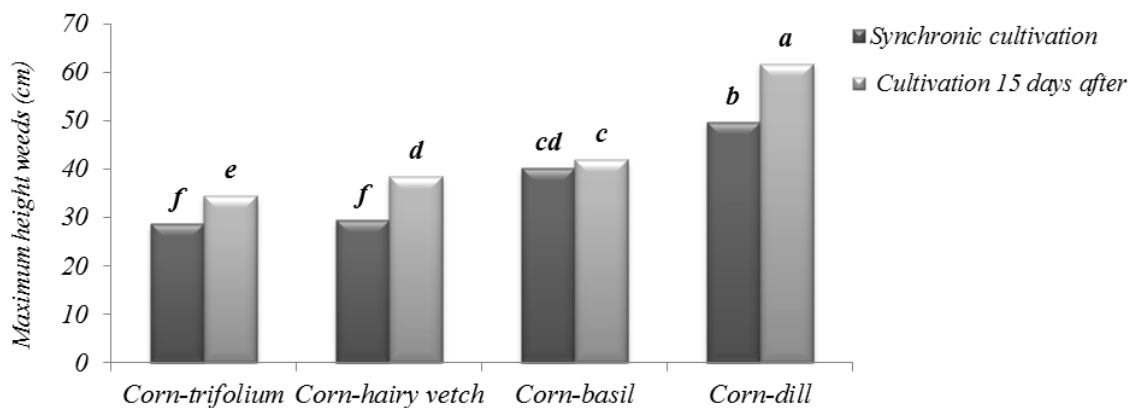 Maximum height weeds (cm)
70
60
50
40
30
20
10
0
f
e
f
d
cd
c
b
a
Corn-trifolium
Corn-hairy vetch
Corn-basil
Corn-dill
Synchronic cultivation
Cultivation 15 days after